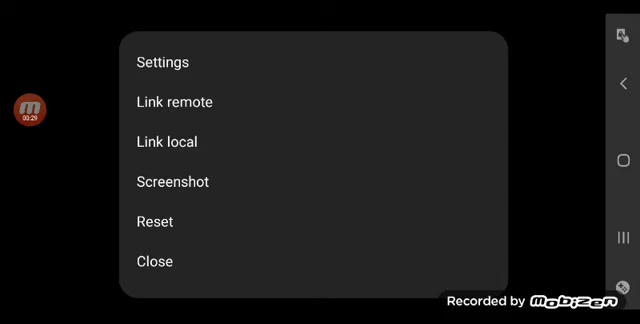 Settings
Link remote
Link local
Screenshot
Reset
Close
00:29
Recorded by mobizen